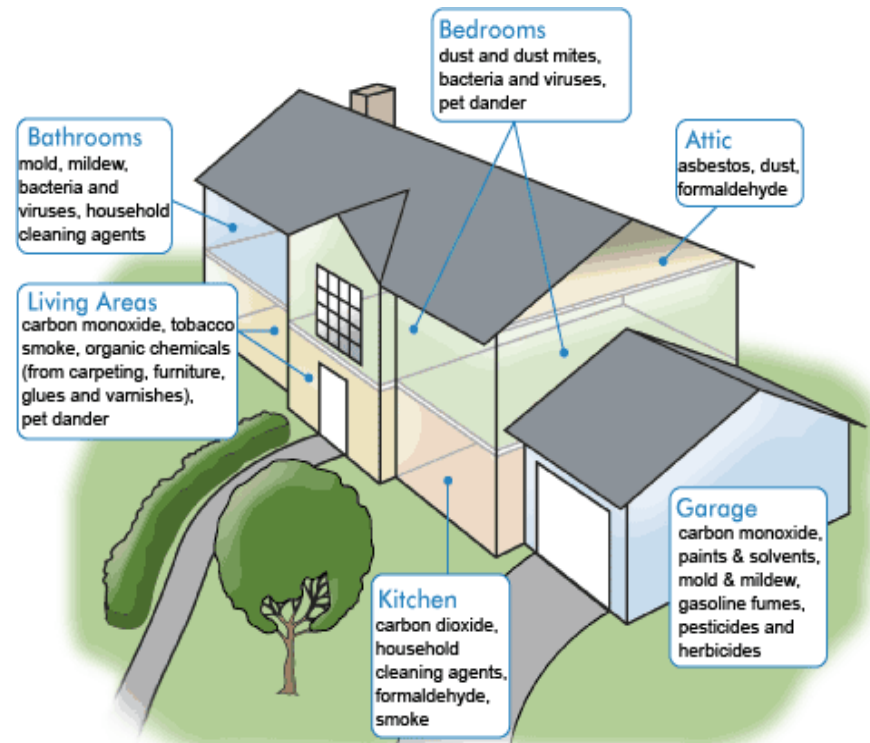 Bedrooms
dust and dust mites,
bacteria and viruses,
pet dander
Bathrooms
mold, mildew,
bacteria and
viruses, household
cleaning agents
Attic
asbestos, dust,
formaldehyde
Living Areas
carbon monoxide, tobacco
smoke, organic chemicals
(from carpeting, furniture,
glues and varnishes),
pet dander
Garage
carbon monoxide,
paints & solvents,
mold & mildew,
gasoline fumes,
pesticides and
herbicides
Kitchen
carbon dioxide,
household
cleaning agents,
formaldehyde,
smoke